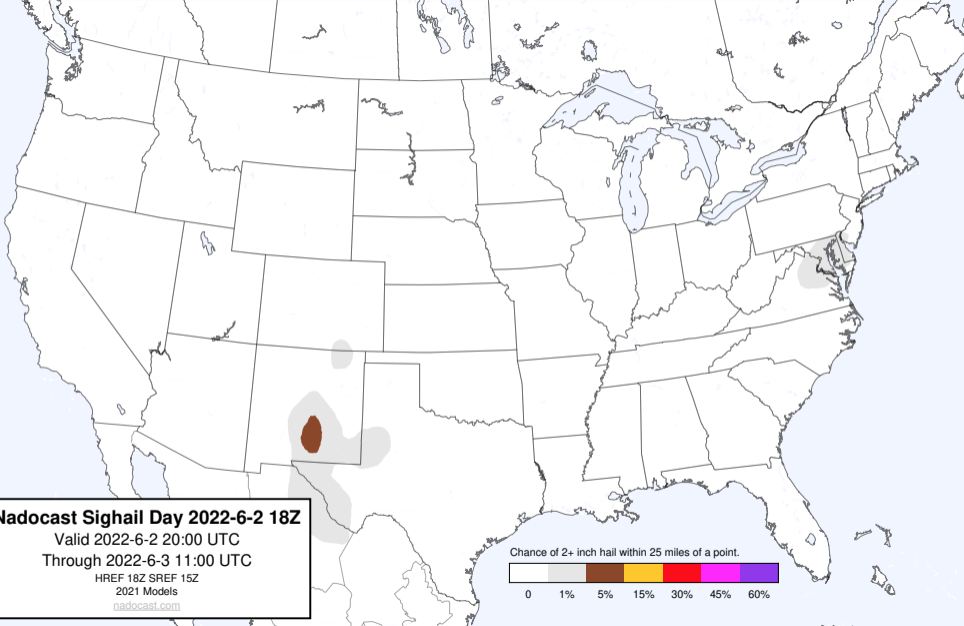 Nadocast Sighail Day 2022-6-2 18Z
Valid 2022-6-2 20:00 UTC
Through 2022-6-3 11:00 UTC
HREF 18Z SREF 15Z
2021 Models
nadocast.com
Chance of 2+ inch hail within 25 miles of a point.
0 1% 5% 15% 30% 45% 60%